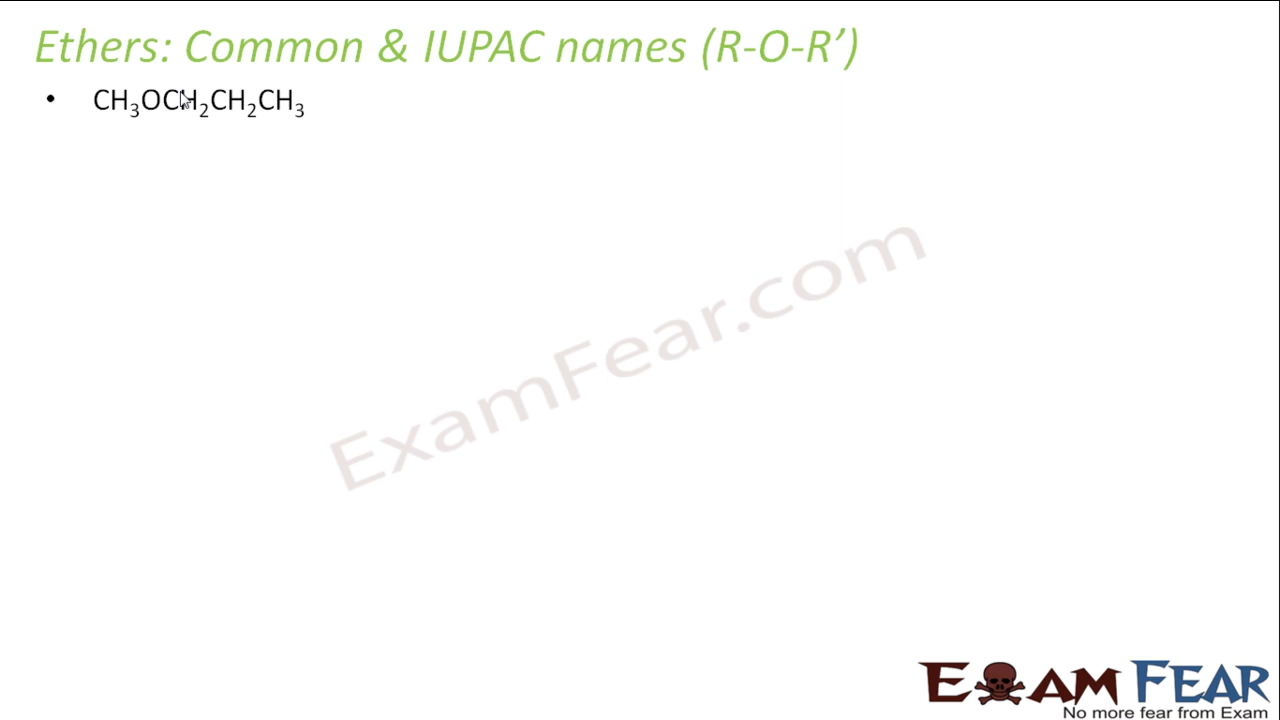 Ethers: Common & IUPAC names (R-O-R’)
• CH₃OCH₂CH₂CH₃
ExamFear.com
EXAM FEAR
No more fear from Exam